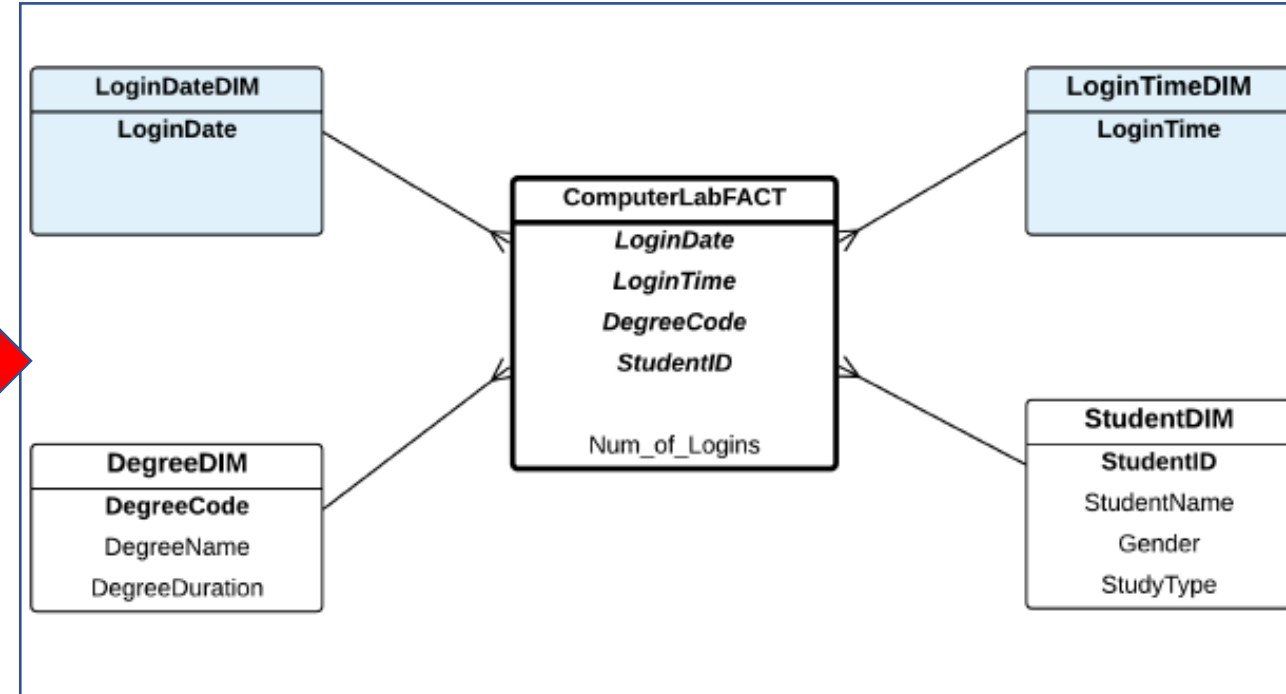 LoginDateDIM
LoginDate
LoginTimeDIM
LoginTime
ComputerLabFACT
LoginDate
LoginTime
DegreeCode
StudentID
Num_of_Logins
DegreeDIM
DegreeCode
DegreeName
DegreeDuration
StudentDIM
StudentID
StudentName
Gender
StudyType